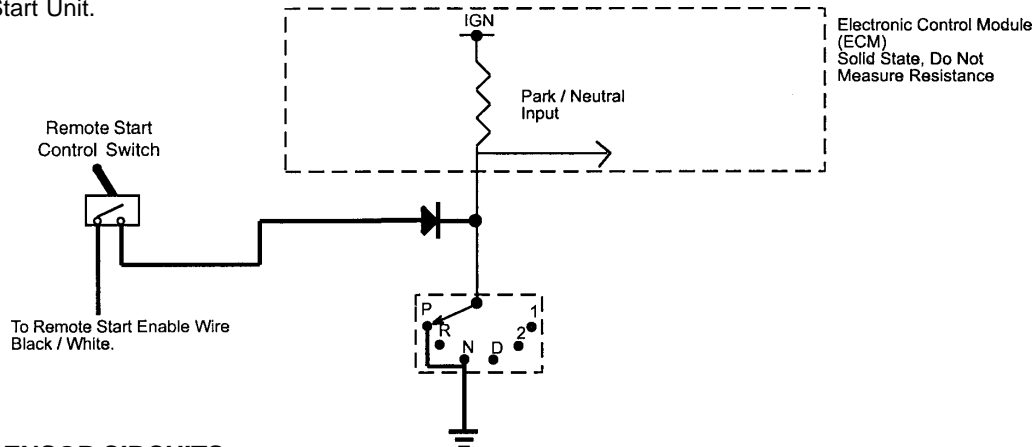 Start Unit.
IGN
Electronic Control Module
(ECM)
Solid State, Do Not
Measure Resistance
Park / Neutral
Input
Remote Start
Control Switch
To Remote Start Enable Wire
Black / White.
P
R
N
D
2
1